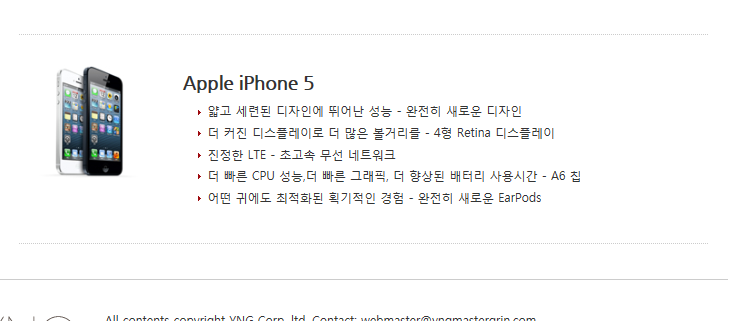 Apple iPhone 5
얇고 세련된 디자인에 뛰어난 성능 - 완전히 새로운 디자인
더 커진 디스플레이로 더 많은 볼거리를 - 4형 Retina 디스플레이
진정한 LTE - 초고속 무선 네트워크
더 빠른 CPU 성능,더 빠른 그래픽, 더 향상된 배터리 사용시간 - A6 칩
어떤 귀에도 최적화된 획기적인 경험 - 완전히 새로운 EarPods
All contents copyright YNG Corp. ltd. Contact: